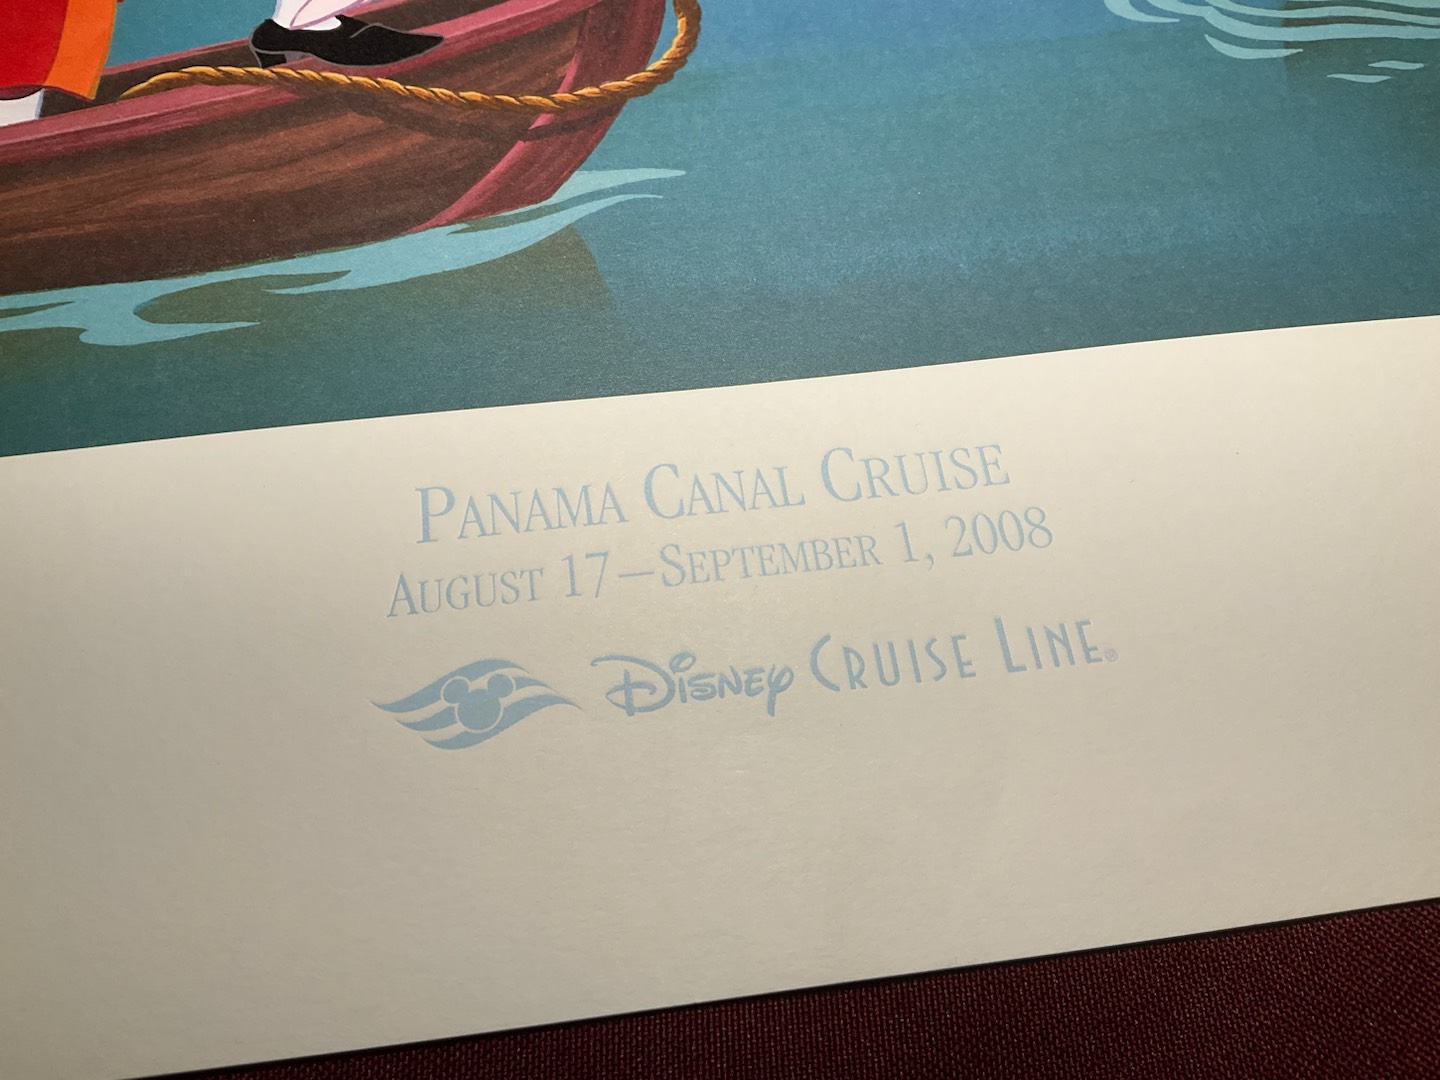 Panama Canal Cruise
August 17–September 1, 2008
Disney Cruise Line®